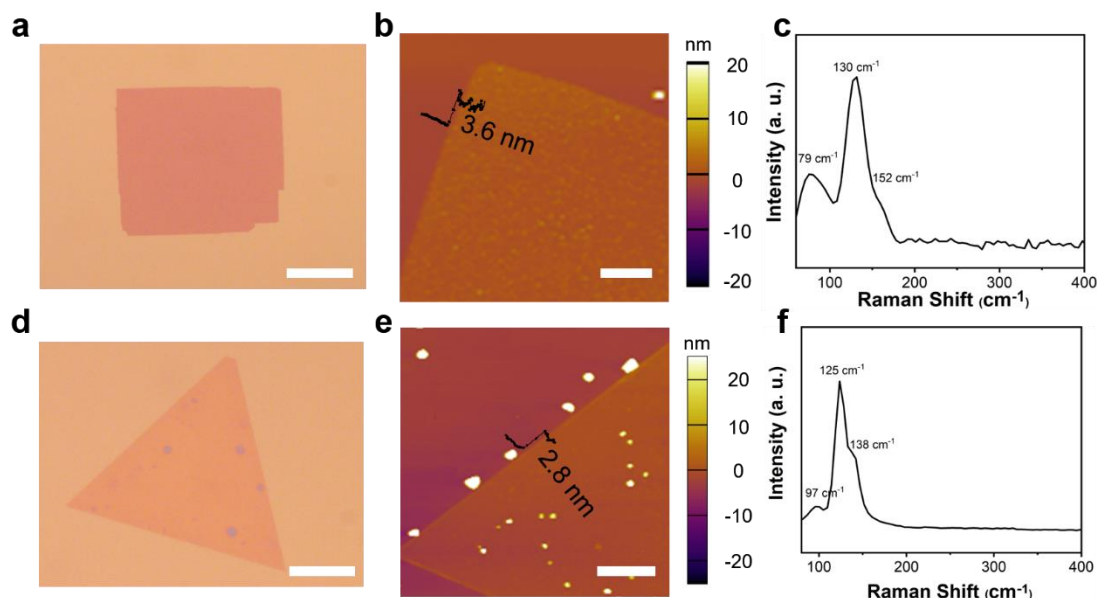 a
b
nm
20
10
0
-10
-20
3.6 nm
c
130 cm⁻¹
79 cm⁻¹
152 cm⁻¹
Intensity (a. u.)
100
200
300
400
Raman Shift (cm⁻¹)
d
e
nm
20
10
0
-10
-20
2.8 nm
f
125 cm⁻¹
138 cm⁻¹
97 cm⁻¹
Intensity (a. u.)
100
200
300
400
Raman Shift (cm⁻¹)